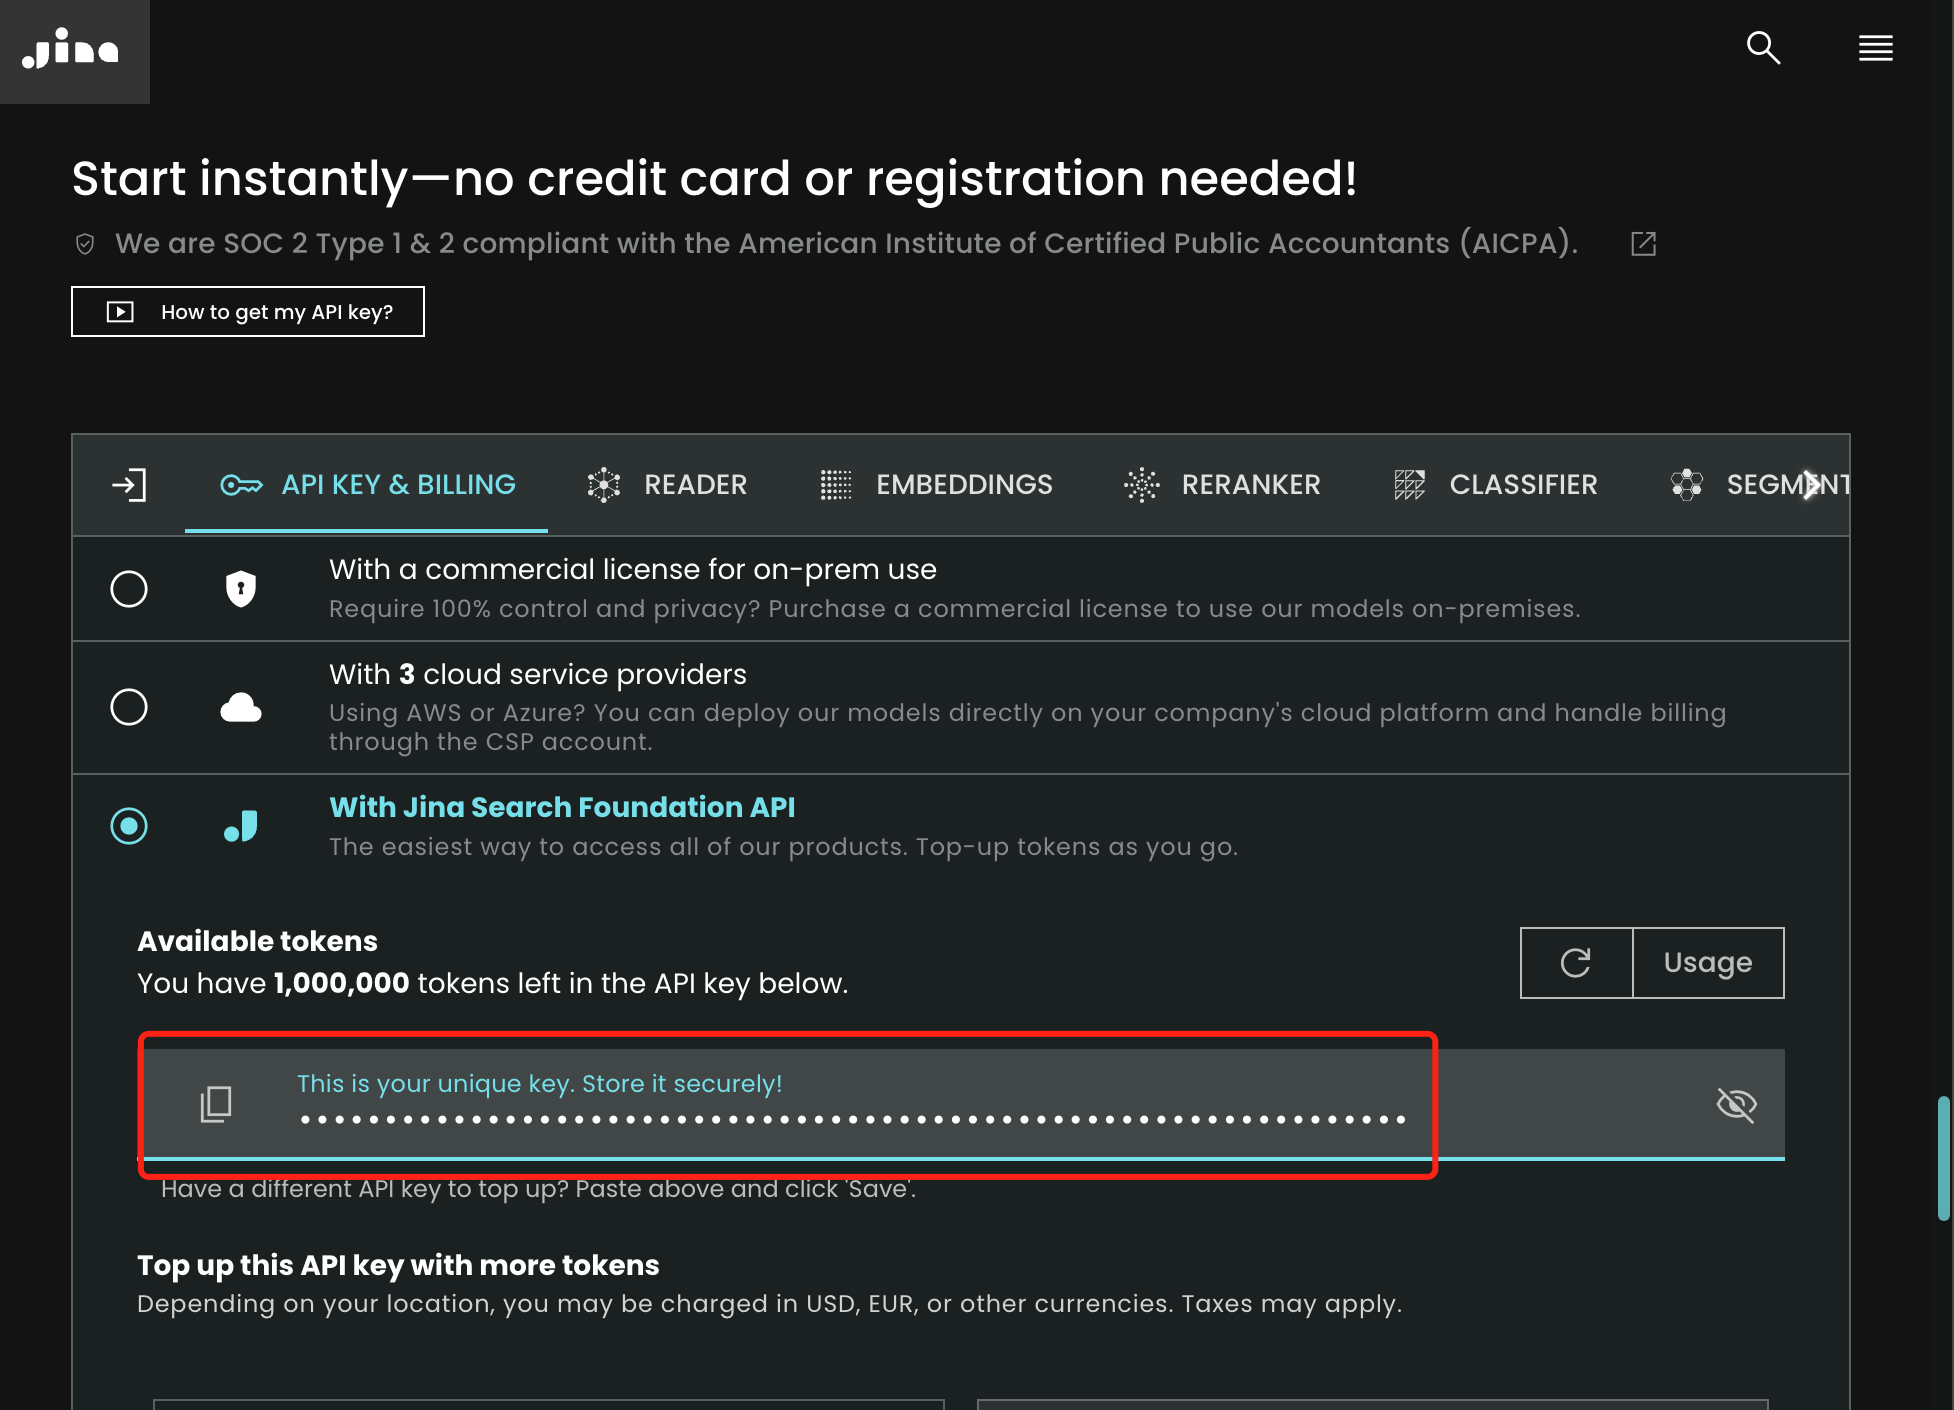 Jina
Start instantly—no credit card or registration needed!
We are SOC 2 Type 1 & 2 compliant with the American Institute of Certified Public Accountants (AICPA).
How to get my API key?
API KEY & BILLING READER EMBEDDINGS RERANKER CLASSIFIER SEGMENT
With a commercial license for on-prem use
Require 100% control and privacy? Purchase a commercial license to use our models on-premises.
With 3 cloud service providers
Using AWS or Azure? You can deploy our models directly on your company's cloud platform and handle billing
through the CSP account.
With Jina Search Foundation API
The easiest way to access all of our products. Top-up tokens as you go.
Available tokens
You have 1,000,000 tokens left in the API key below.
Usage
This is your unique key. Store it securely!
Have a different API key to top up? Paste above and click 'Save'.
Top up this API key with more tokens
Depending on your location, you may be charged in USD, EUR, or other currencies. Taxes may apply.